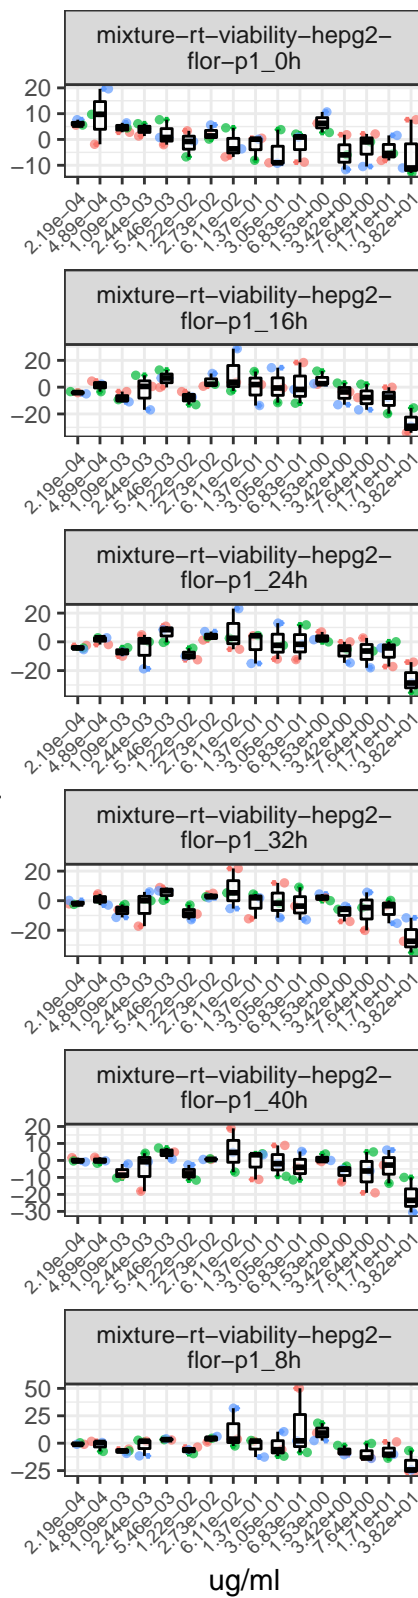 mixture−rt−viability−hepg2−
flor−p1_0h
20
10
0
−10
2.19e−04
4.89e−04
1.09e−03
2.44e−03
5.46e−03
1.22e−02
2.73e−02
6.11e−02
1.37e−01
3.05e−01
6.83e−01
1.53e+00
3.42e+00
7.64e+00
1.71e+01
3.82e+01
mixture−rt−viability−hepg2−
flor−p1_16h
20
0
−20
2.19e−04
4.89e−04
1.09e−03
2.44e−03
5.46e−03
1.22e−02
2.73e−02
6.11e−02
1.37e−01
3.05e−01
6.83e−01
1.53e+00
3.42e+00
7.64e+00
1.71e+01
3.82e+01
mixture−rt−viability−hepg2−
flor−p1_24h
20
0
−20
2.19e−04
4.89e−04
1.09e−03
2.44e−03
5.46e−03
1.22e−02
2.73e−02
6.11e−02
1.37e−01
3.05e−01
6.83e−01
1.53e+00
3.42e+00
7.64e+00
1.71e+01
3.82e+01
mixture−rt−viability−hepg2−
flor−p1_32h
20
0
−20
2.19e−04
4.89e−04
1.09e−03
2.44e−03
5.46e−03
1.22e−02
2.73e−02
6.11e−02
1.37e−01
3.05e−01
6.83e−01
1.53e+00
3.42e+00
7.64e+00
1.71e+01
3.82e+01
mixture−rt−viability−hepg2−
flor−p1_40h
20
10
0
−10
−20
−30
2.19e−04
4.89e−04
1.09e−03
2.44e−03
5.46e−03
1.22e−02
2.73e−02
6.11e−02
1.37e−01
3.05e−01
6.83e−01
1.53e+00
3.42e+00
7.64e+00
1.71e+01
3.82e+01
mixture−rt−viability−hepg2−
flor−p1_8h
50
25
0
−25
2.19e−04
4.89e−04
1.09e−03
2.44e−03
5.46e−03
1.22e−02
2.73e−02
6.11e−02
1.37e−01
3.05e−01
6.83e−01
1.53e+00
3.42e+00
7.64e+00
1.71e+01
3.82e+01
ug/ml